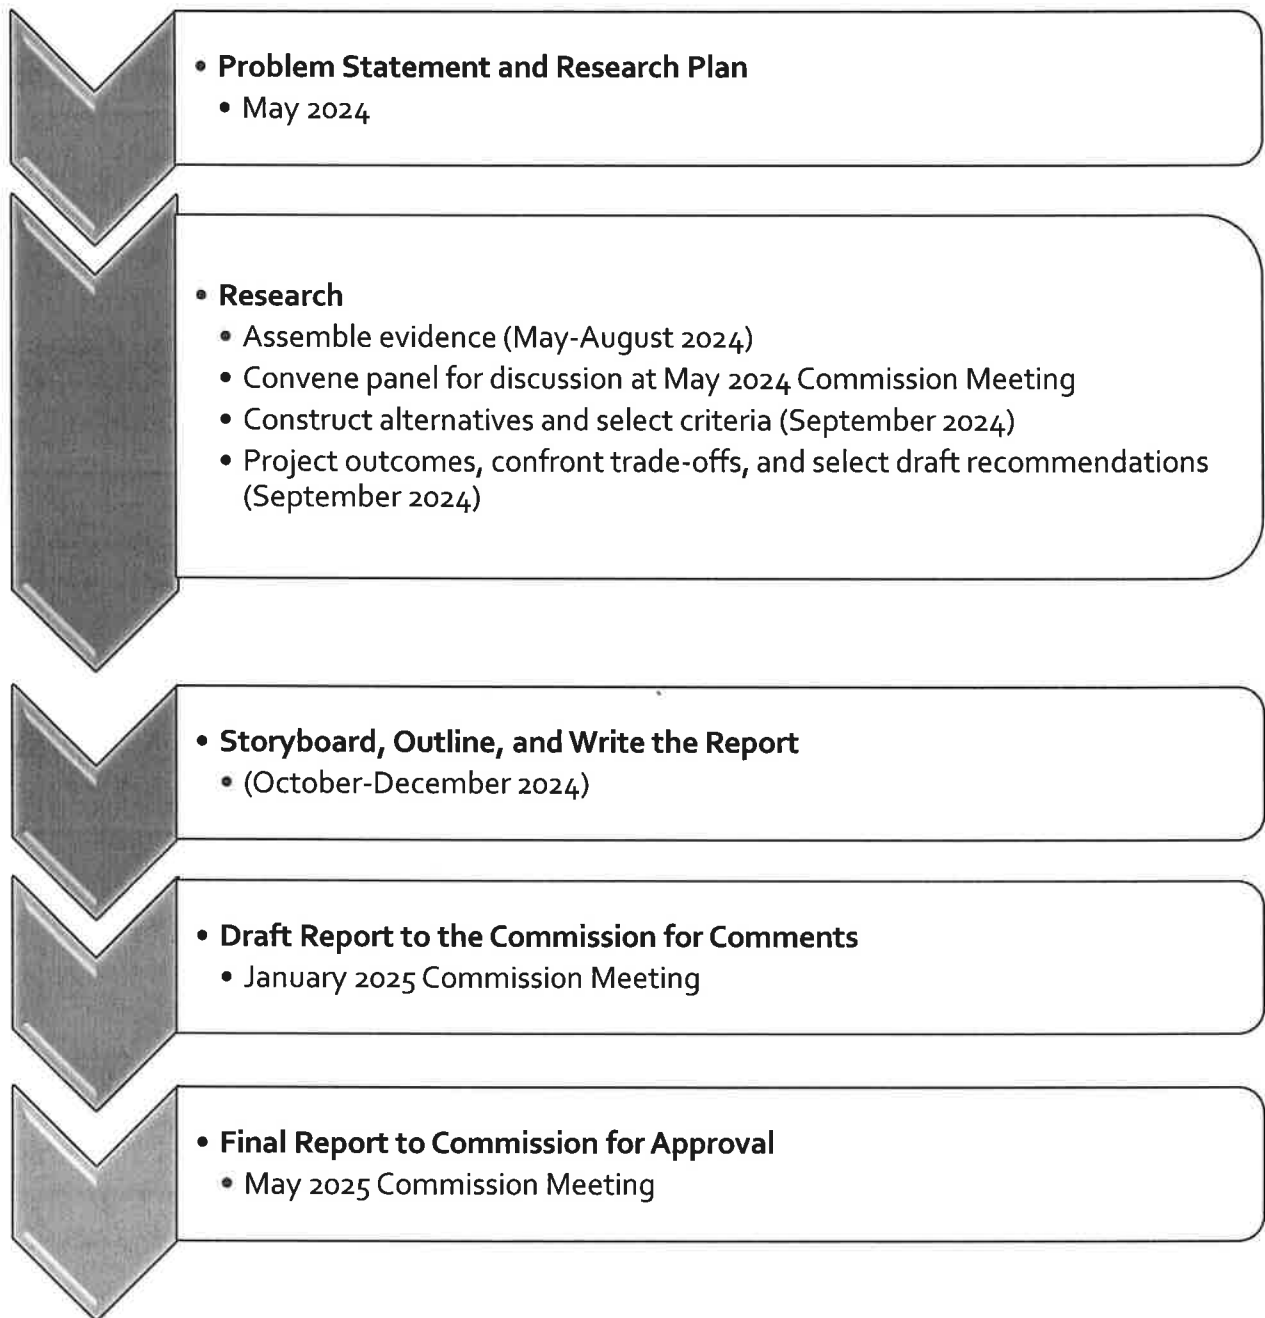 • Problem Statement and Research Plan
• May 2024
• Research
• Assemble evidence (May-August 2024)
• Convene panel for discussion at May 2024 Commission Meeting
• Construct alternatives and select criteria (September 2024)
• Project outcomes, confront trade-offs, and select draft recommendations
(September 2024)
• Storyboard, Outline, and Write the Report
• (October-December 2024)
• Draft Report to the Commission for Comments
• January 2025 Commission Meeting
• Final Report to Commission for Approval
• May 2025 Commission Meeting